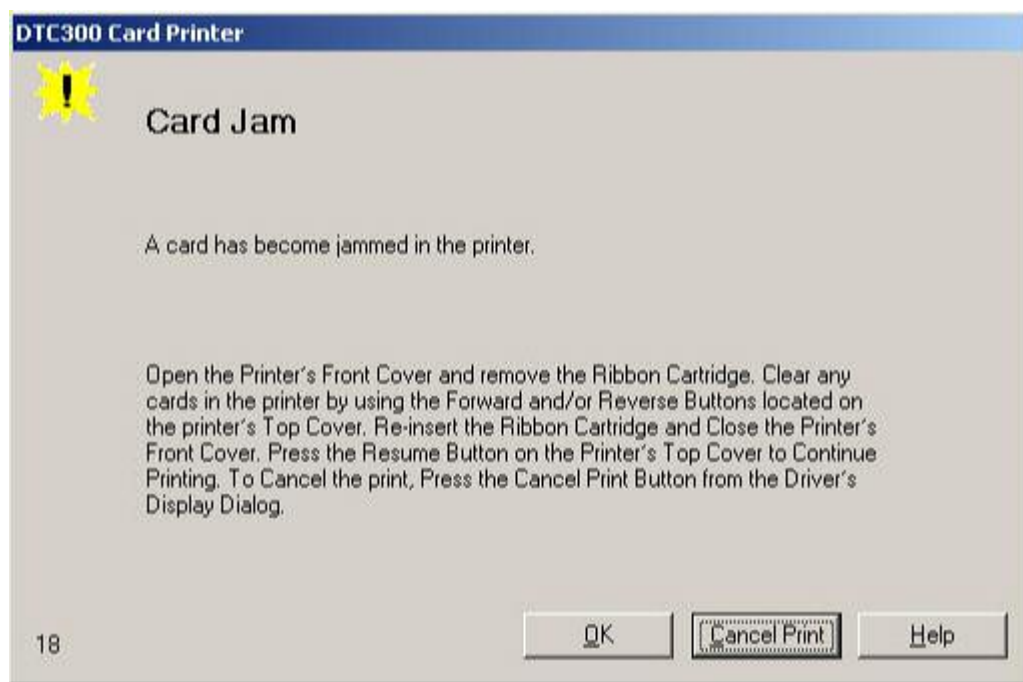 DTC300 Card Printer
!
Card Jam
A card has become jammed in the printer.
Open the Printer's Front Cover and remove the Ribbon Cartridge. Clear any
cards in the printer by using the Forward and/or Reverse Buttons located on
the printer's Top Cover. Re-insert the Ribbon Cartridge and Close the Printer's
Front Cover. Press the Resume Button on the Printer's Top Cover to Continue
Printing. To Cancel the print, Press the Cancel Print Button from the Driver's
Display Dialog.
18 OK Cancel Print Help